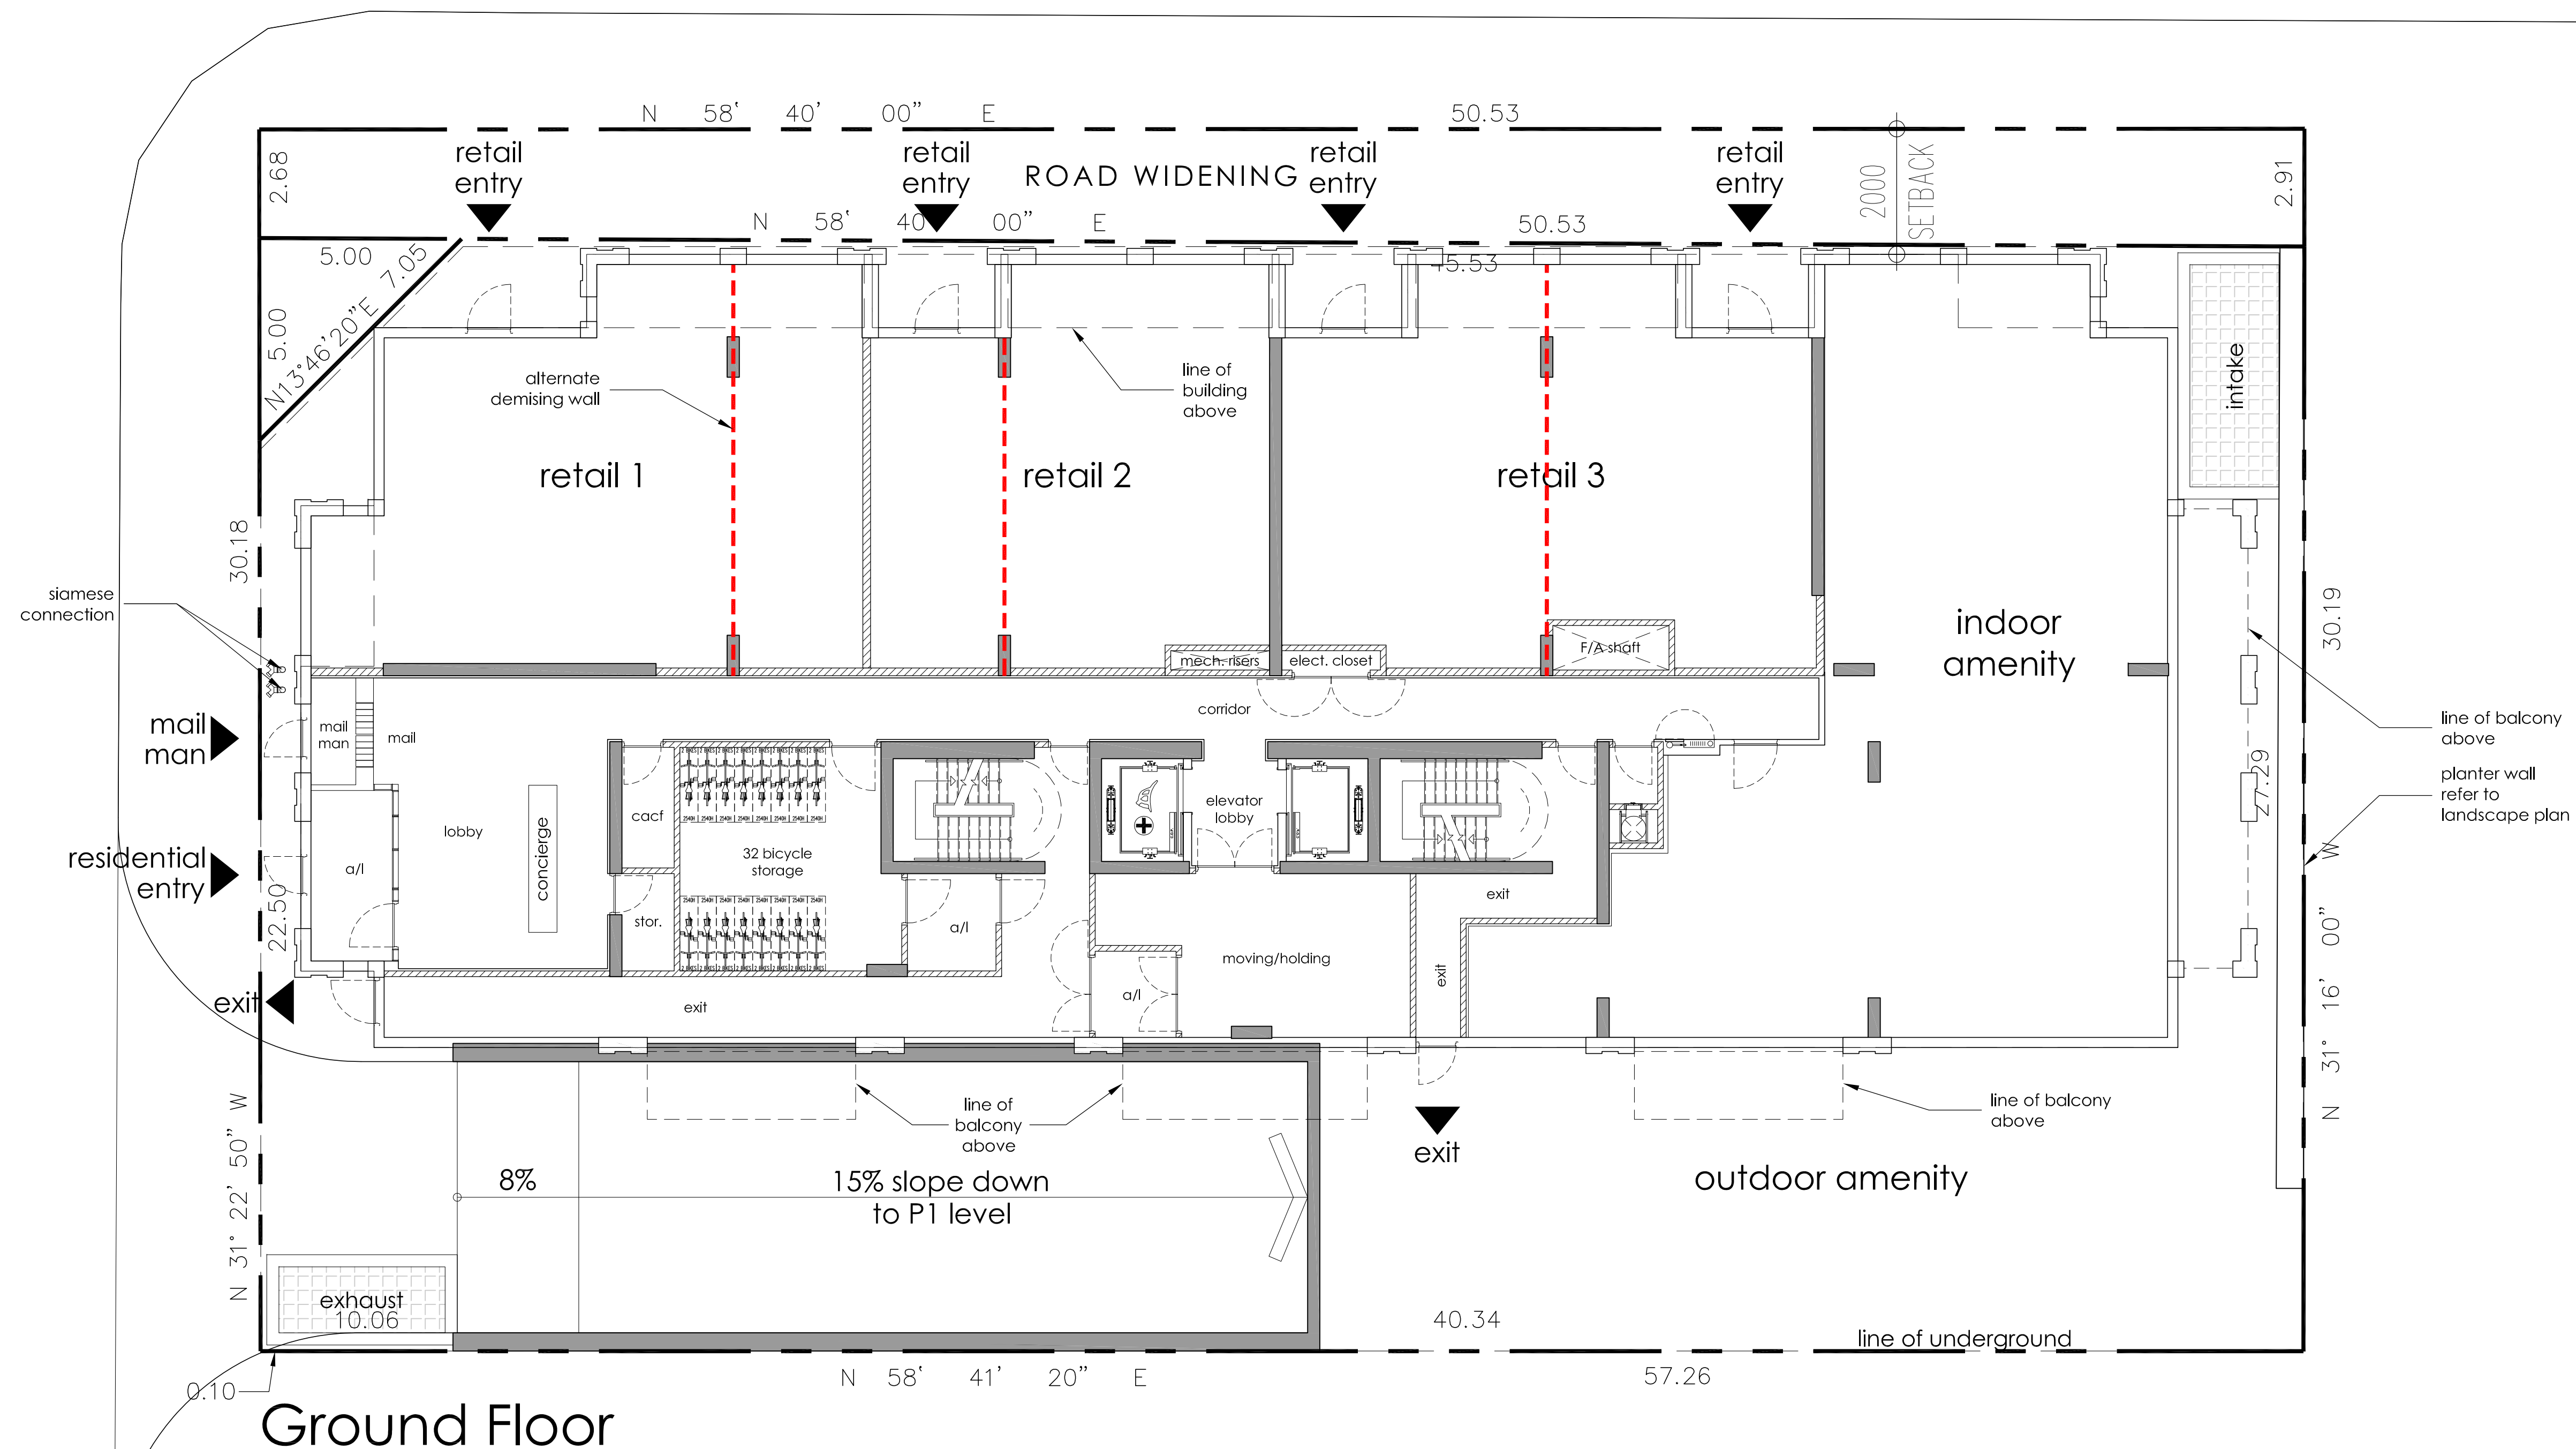 N 58' 40' 00" E 50.53
retail
entry
retail
entry
ROAD WIDENING
retail
entry
retail
entry
2.68
2000
SETBACK
2.91
N 58' 40' 00" E 50.53
5.00
7.05
45.53
5.00
N13°46'20"E
intake
alternate
demising wall
line of
building
above
retail 1
retail 2
retail 3
30.18
siamese
connection
indoor
amenity
30.19
mech. risers
elect. closet
F/A shaft
corridor
mail
man
mail
man
mail
line of balcony
above
planter wall
refer to
landscape plan
27.29
lobby
concierge
cacf
32 bicycle
storage
elevator
lobby
residential
entry
a/l
22.50
stor.
a/l
exit
moving/holding
exit
a/l
exit
exit
N 31° 16' 00" W
line of
balcony
above
line of balcony
above
exit
8%
15% slope down
to P1 level
outdoor amenity
N 31° 22' 50" W
exhaust
10.06
40.34
line of underground
0.10
N 58' 41' 20" E
57.26
Ground Floor